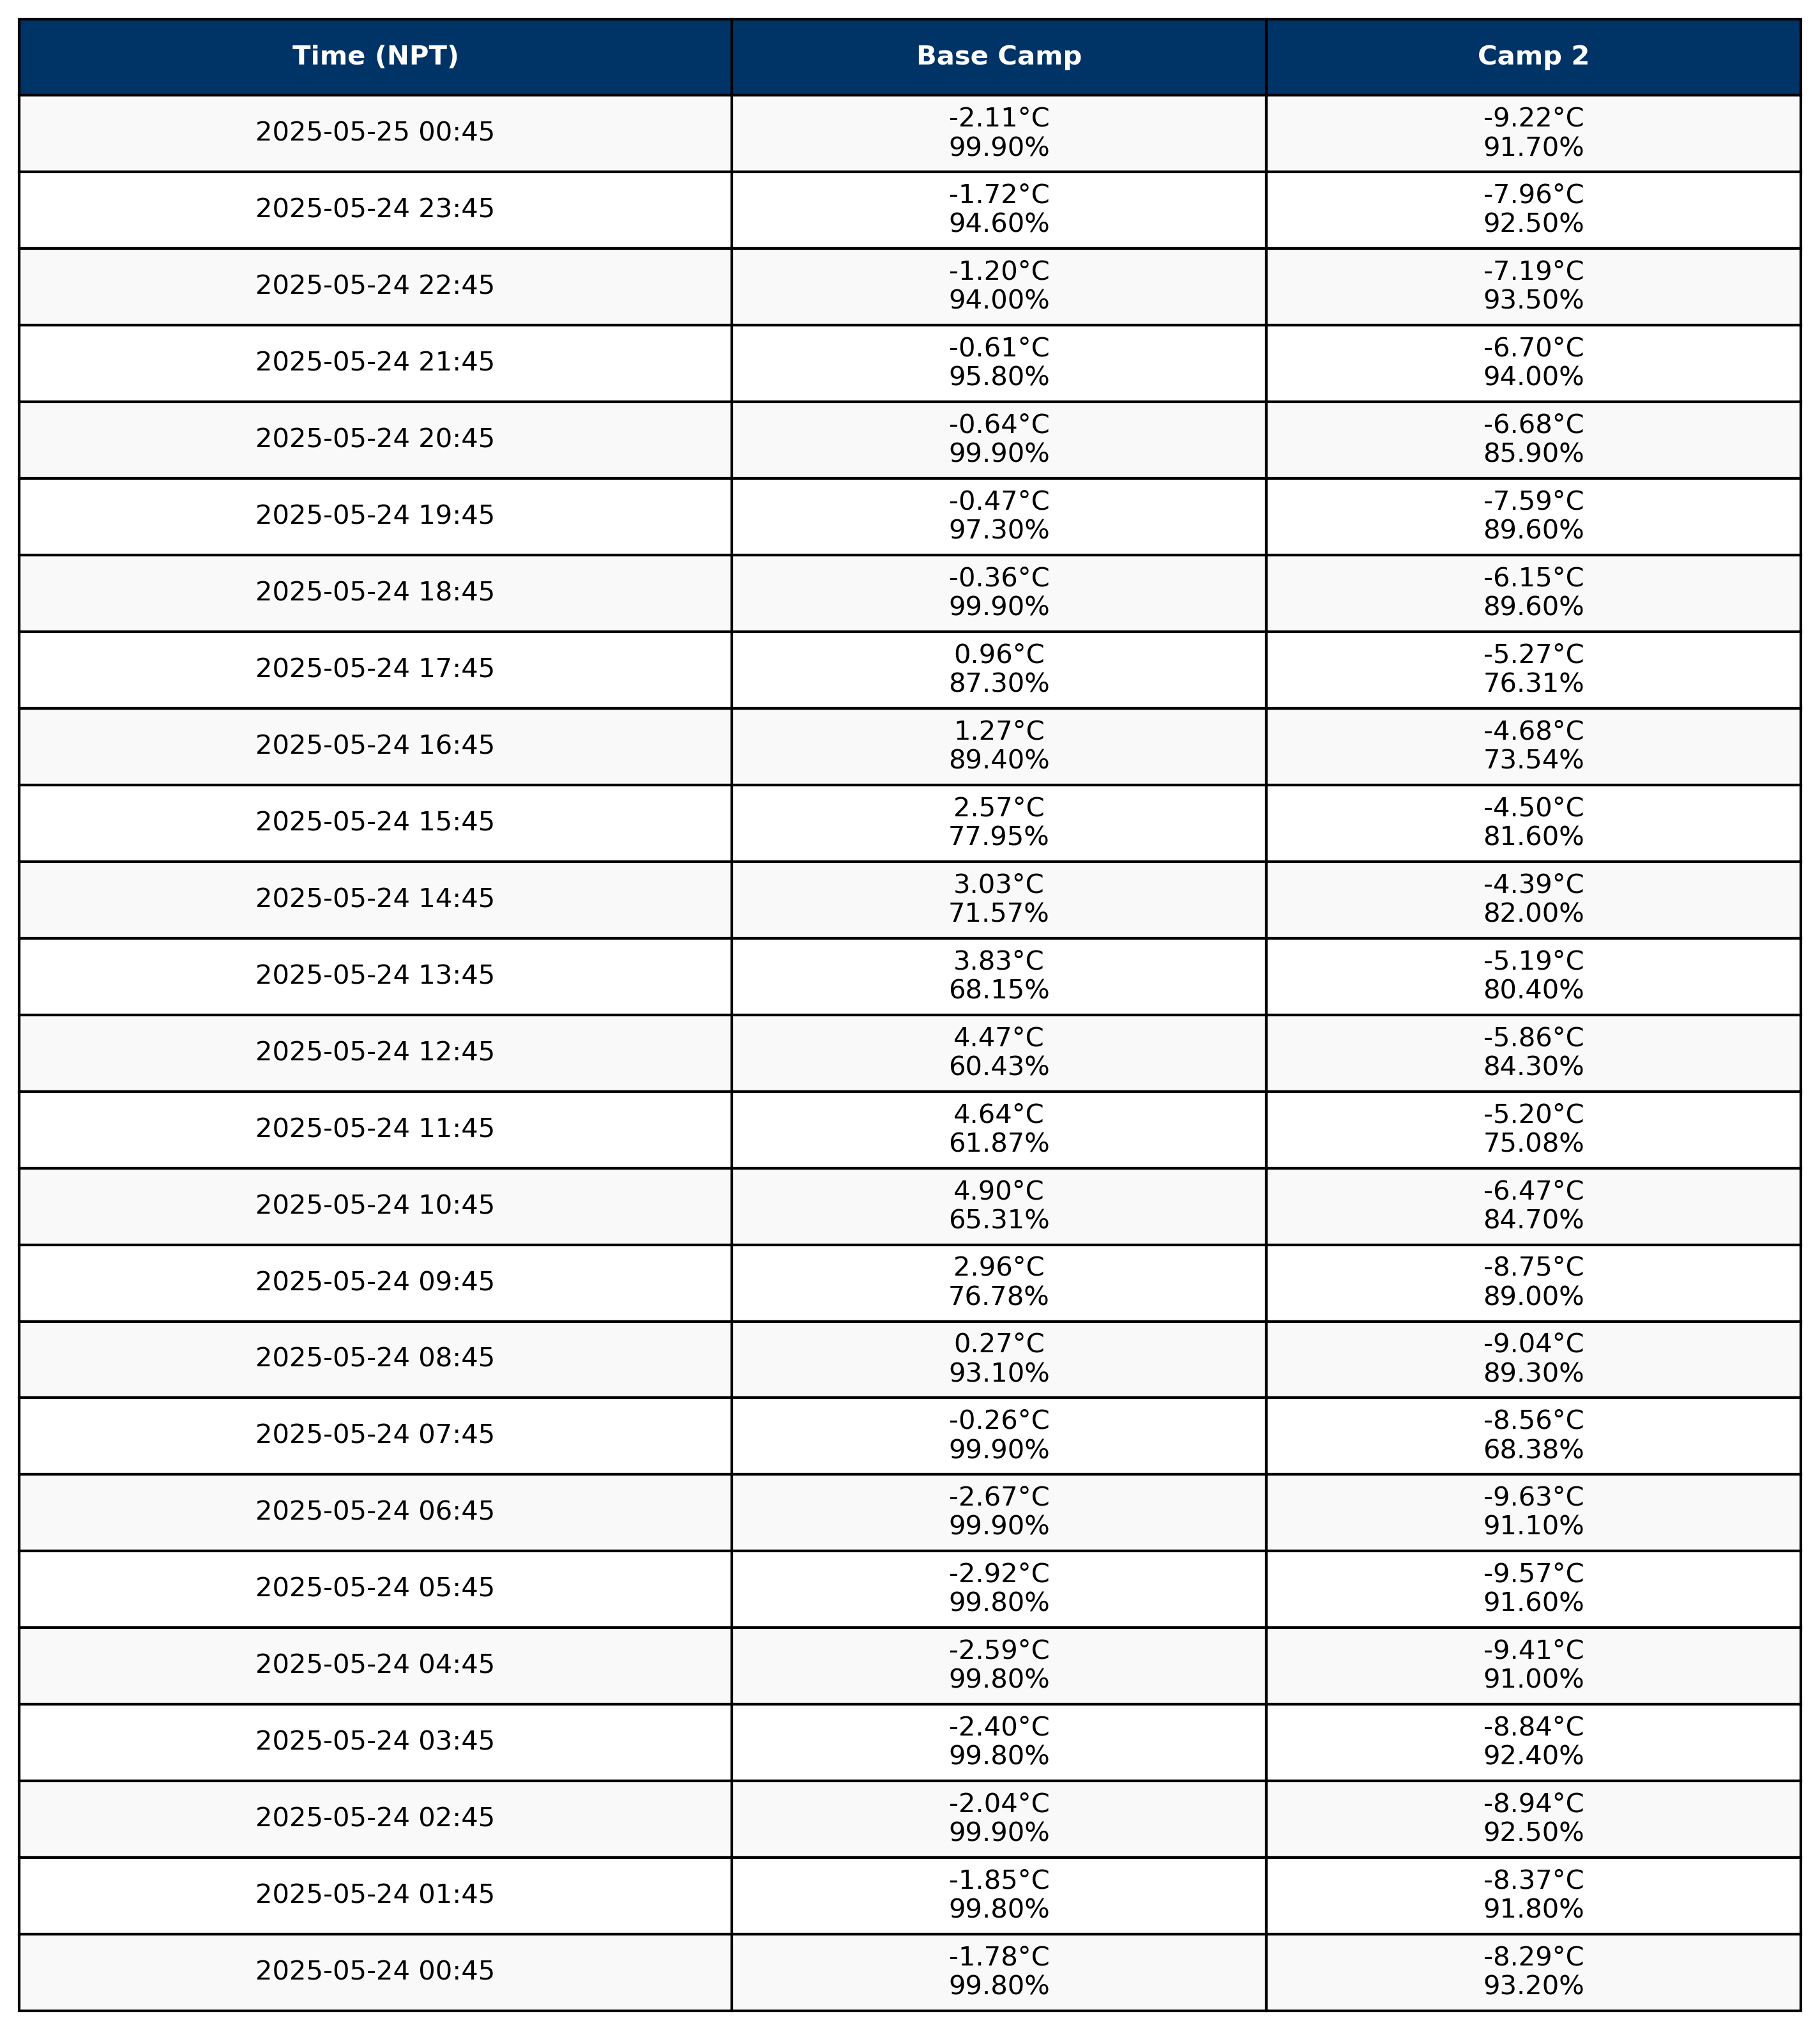 Time (NPT) Base Camp Camp 2
2025-05-25 00:45
-2.11°C
99.90%
-9.22°C
91.70%
2025-05-24 23:45
-1.72°C
94.60%
-7.96°C
92.50%
2025-05-24 22:45
-1.20°C
94.00%
-7.19°C
93.50%
2025-05-24 21:45
-0.61°C
95.80%
-6.70°C
94.00%
2025-05-24 20:45
-0.64°C
99.90%
-6.68°C
85.90%
2025-05-24 19:45
-0.47°C
97.30%
-7.59°C
89.60%
2025-05-24 18:45
-0.36°C
99.90%
-6.15°C
89.60%
2025-05-24 17:45
0.96°C
87.30%
-5.27°C
76.31%
2025-05-24 16:45
1.27°C
89.40%
-4.68°C
73.54%
2025-05-24 15:45
2.57°C
77.95%
-4.50°C
81.60%
2025-05-24 14:45
3.03°C
71.57%
-4.39°C
82.00%
2025-05-24 13:45
3.83°C
68.15%
-5.19°C
80.40%
2025-05-24 12:45
4.47°C
60.43%
-5.86°C
84.30%
2025-05-24 11:45
4.64°C
61.87%
-5.20°C
75.08%
2025-05-24 10:45
4.90°C
65.31%
-6.47°C
84.70%
2025-05-24 09:45
2.96°C
76.78%
-8.75°C
89.00%
2025-05-24 08:45
0.27°C
93.10%
-9.04°C
89.30%
2025-05-24 07:45
-0.26°C
99.90%
-8.56°C
68.38%
2025-05-24 06:45
-2.67°C
99.90%
-9.63°C
91.10%
2025-05-24 05:45
-2.92°C
99.80%
-9.57°C
91.60%
2025-05-24 04:45
-2.59°C
99.80%
-9.41°C
91.00%
2025-05-24 03:45
-2.40°C
99.80%
-8.84°C
92.40%
2025-05-24 02:45
-2.04°C
99.90%
-8.94°C
92.50%
2025-05-24 01:45
-1.85°C
99.80%
-8.37°C
91.80%
2025-05-24 00:45
-1.78°C
99.80%
-8.29°C
93.20%